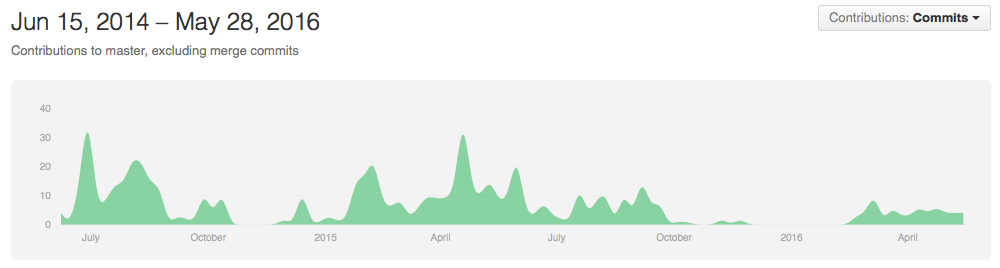 Jun 15, 2014 – May 28, 2016
Contributions: Commits
Contributions to master, excluding merge commits
40
30
20
10
0
July October 2015 April July October 2016 April